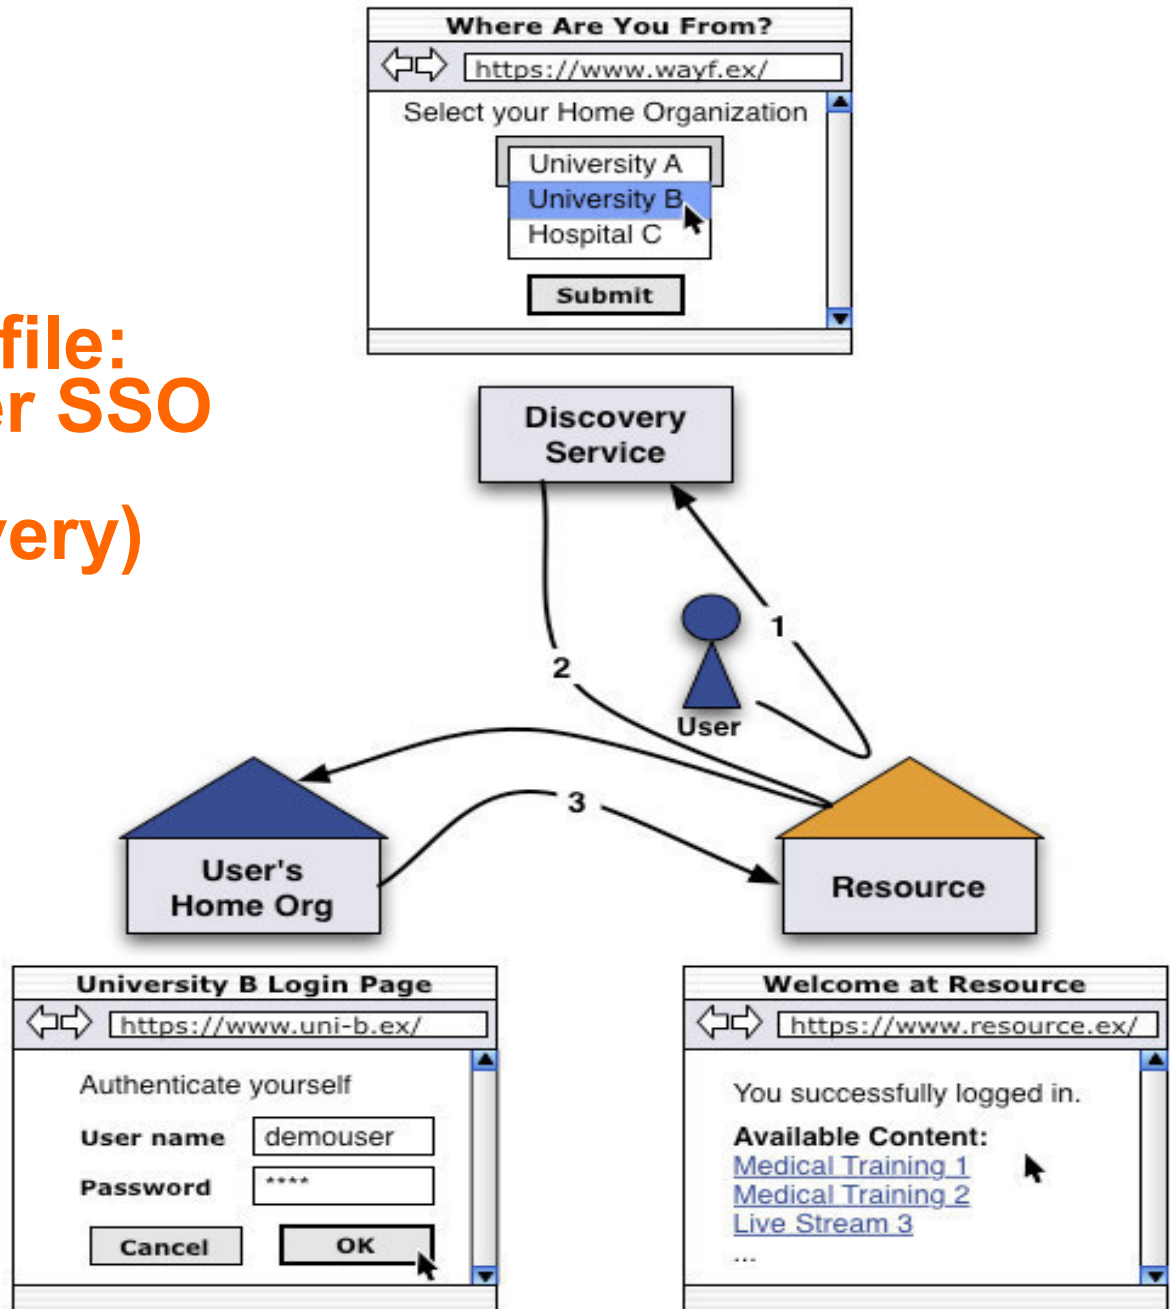 Where Are You From?
https://www.wayf.ex/
Select your Home Organization
University A
University B
Hospital C
Submit
file:
er SSO
very)
Discovery
Service
1
2
User
3
User's
Home Org
Resource
University B Login Page
https://www.uni-b.ex/
Authenticate yourself
User name demouser
Password ****
Cancel OK
Welcome at Resource
https://www.resource.ex/
You successfully logged in.
Available Content:
Medical Training 1
Medical Training 2
Live Stream 3
...